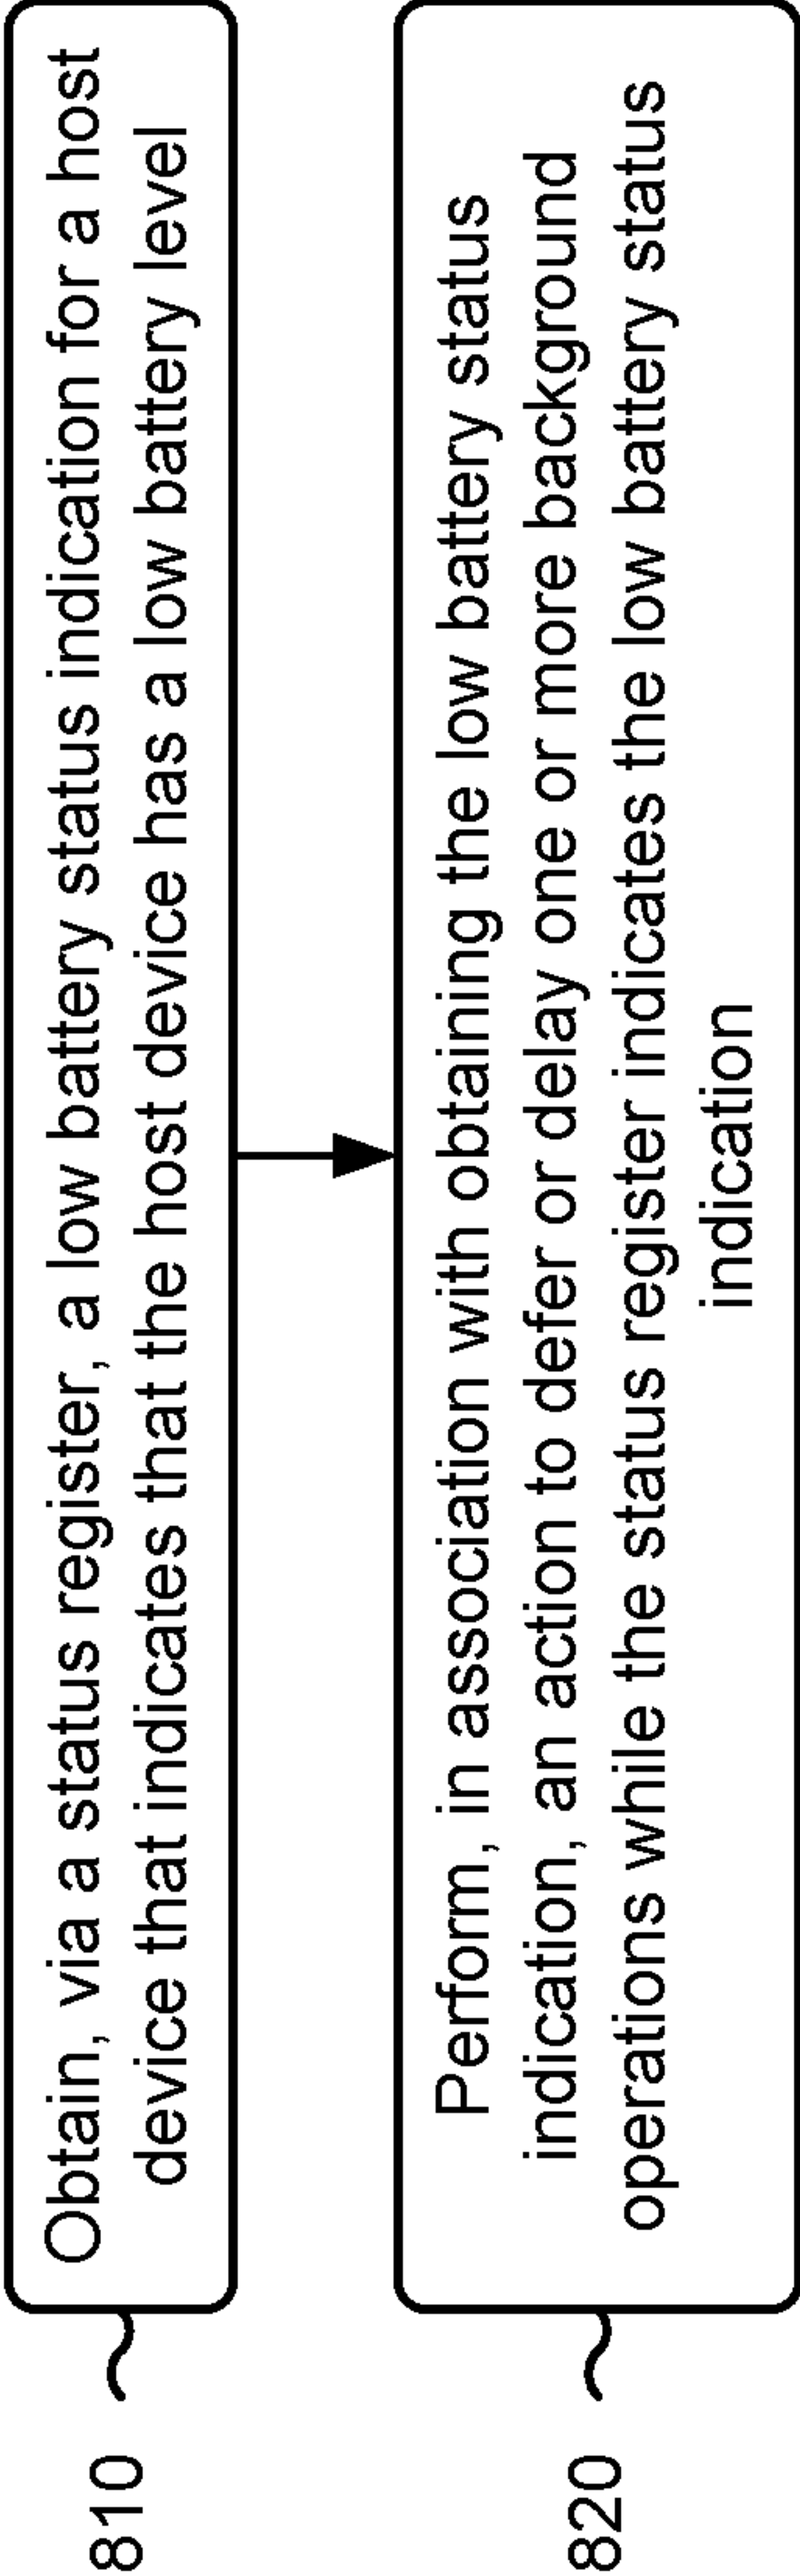 810
Obtain, via a status register, a low battery status indication for a host
device that indicates that the host device has a low battery level
820
Perform, in association with obtaining the low battery status
indication, an action to defer or delay one or more background
operations while the status register indicates the low battery status
indication